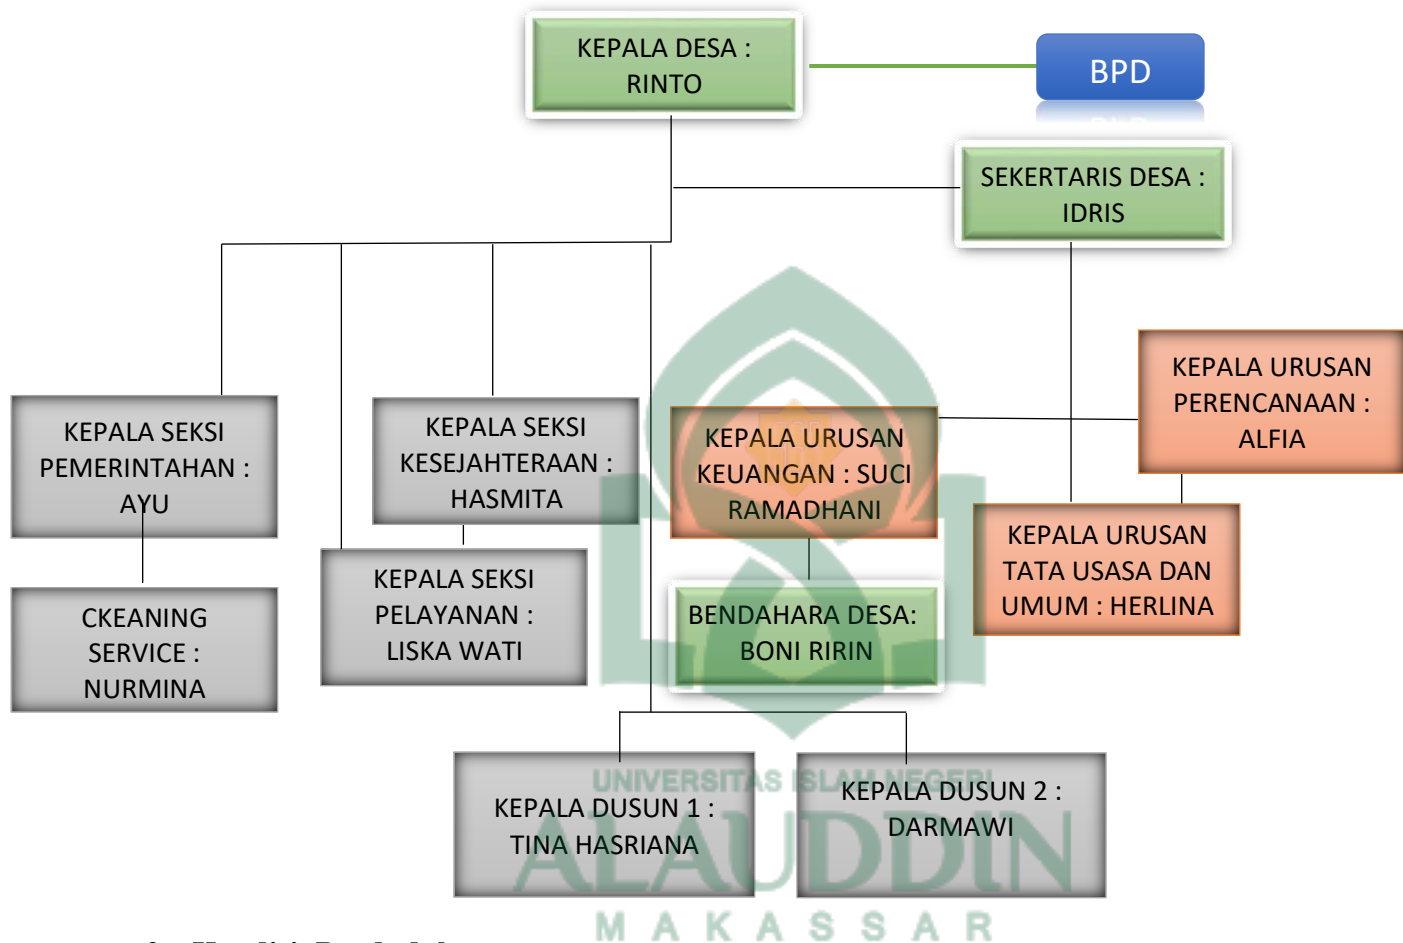 KEPALA DESA :
RINTO
BPD
SEKERTARIS DESA :
IDRIS
KEPALA URUSAN
PERENCANAAN :
ALFIA
KEPALA SEKSI
PEMERINTAHAN :
AYU
KEPALA SEKSI
KESEJAHTERAAN :
HASMITA
KEPALA URUSAN
KEUANGAN : SUCI
RAMADHANI
KEPALA URUSAN
TATA USASA DAN
UMUM : HERLINA
CKEANING
SERVICE :
NURMINA
KEPALA SEKSI
PELAYANAN :
LISKA WATI
BENDAHARA DESA:
BONI RIRIN
KEPALA DUSUN 1 :
TINA HASRIANA
KEPALA DUSUN 2 :
DARMAWI
UNIVERSITAS ISLAM NEGERI
ALAUDDIN
MAKASSAR